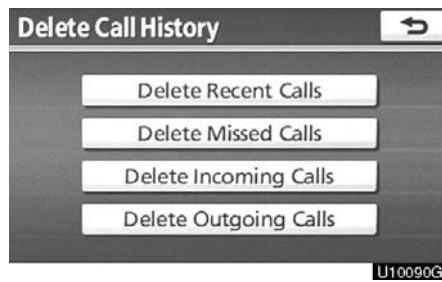 Delete Call History
Delete Recent Calls
Delete Missed Calls
Delete Incoming Calls
Delete Outgoing Calls
U10090G